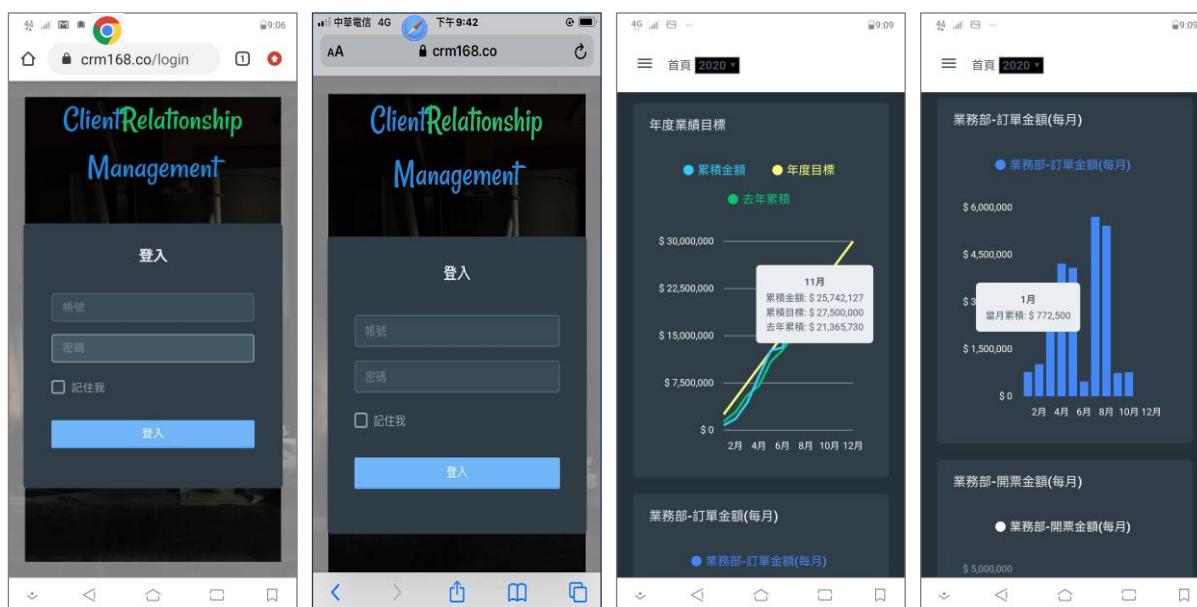 9:06
crm168.co/login
1
ClientRelationship
Management
登入
帳號
密碼
記住我
登入
中華電信 4G
下午9:42
AA
crm168.co
ClientRelationship
Management
登入
帳號
密碼
記住我
登入
4G
9:09
首頁 2020
年度業績目標
累積金額
年度目標
去年累積
$ 30,000,000
$ 22,500,000
$ 15,000,000
$ 7,500,000
$ 0
11月
累積金額: $ 25,742,127
累積目標: $ 27,500,000
去年累積: $ 21,365,730
2月 4月 6月 8月 10月 12月
業務部-訂單金額(每月)
業務部-訂單金額(每月)
9:09
首頁 2020
業務部-訂單金額(每月)
業務部-訂單金額(每月)
$ 6,000,000
$ 4,500,000
$ 3
$ 1,500,000
$ 0
1月
當月累積: $ 772,500
2月 4月 6月 8月 10月 12月
業務部-開票金額(每月)
業務部-開票金額(每月)
$ 5,000,000